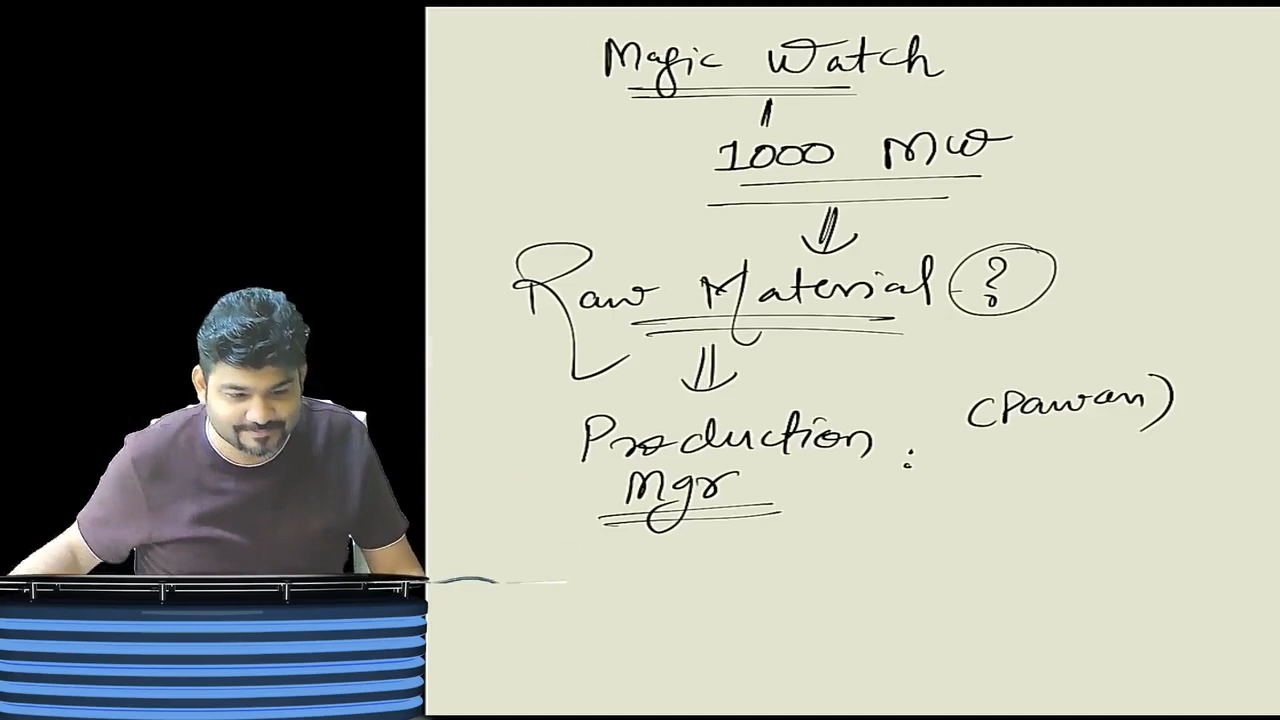 Magic Watch
1000 MW
Raw Material ?
Production : (Pawan)
Mgr